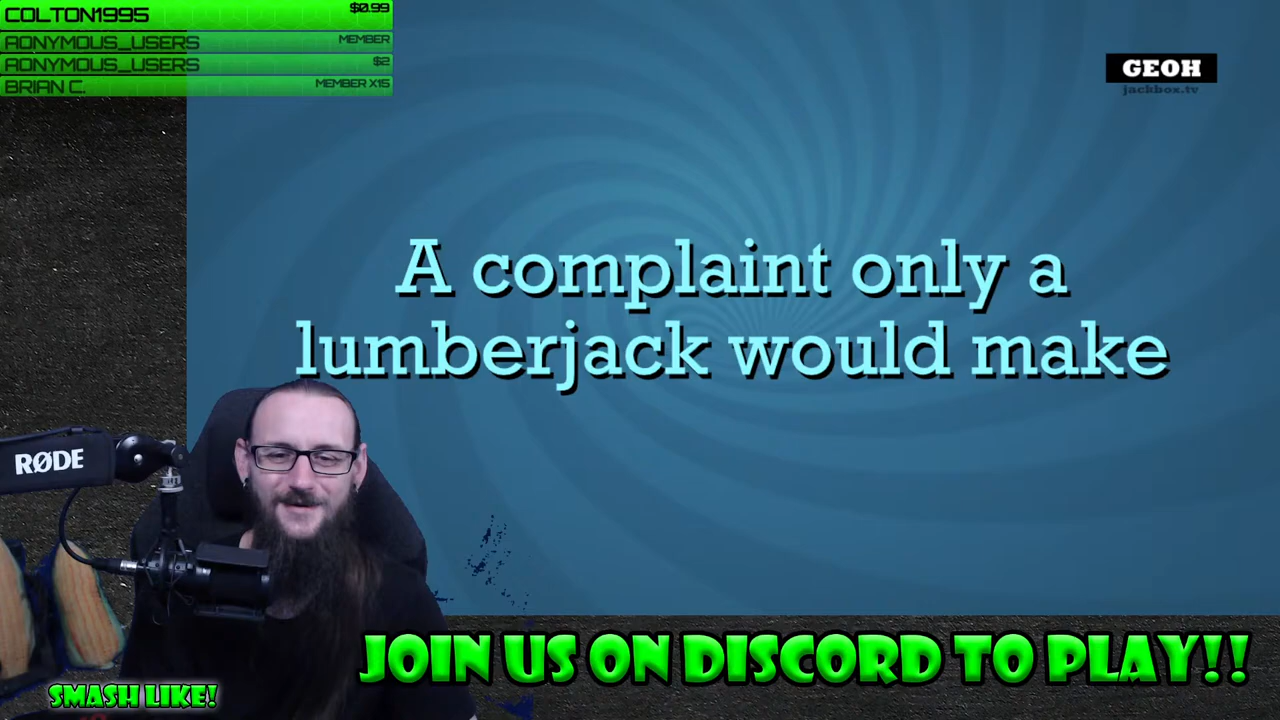 COLTON1995 $0.99
AONYMOUS_USERS MEMBER
AONYMOUS_USERS $2
BRIAN C. MEMBER X15
GEOH
jackbox.tv
A complaint only a
lumberjack would make
RØDE
JOIN US ON DISCORD TO PLAY!!
SMASH LIKE!